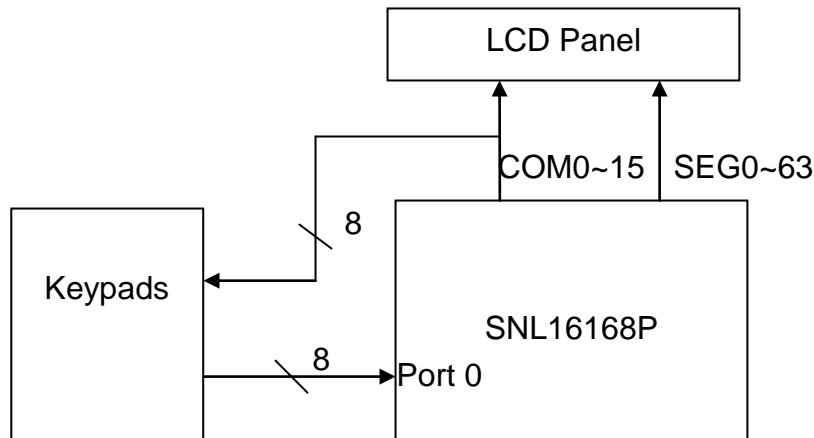 LCD Panel
COM0~15
SEG0~63
8
Keypads
SNL16168P
8
Port 0